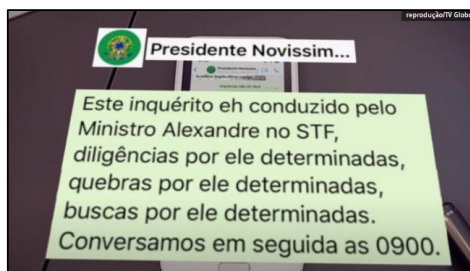 reprodução/TV Glob
Presidente Novissim...
Este inquérito eh conduzido pelo
Ministro Alexandre no STF,
diligências por ele determinadas,
quebras por ele determinadas,
buscas por ele determinadas.
Conversamos em seguida as 0900.